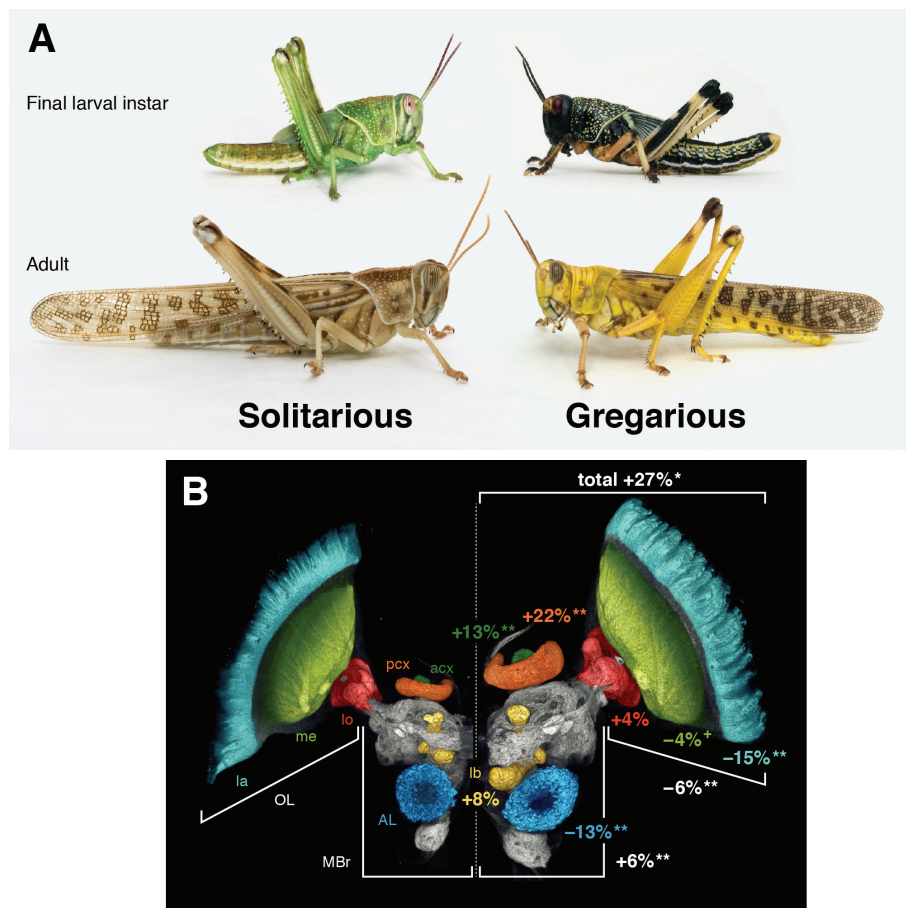 A
Final larval instar
Adult
Solitarious
Gregarious
B
total +27%*
+22%**
+13%**
pcx
acx
lo
+4%
me
−4%+
−15%**
la
lb
−6%**
OL
+8%
AL
−13%**
MBr
+6%**